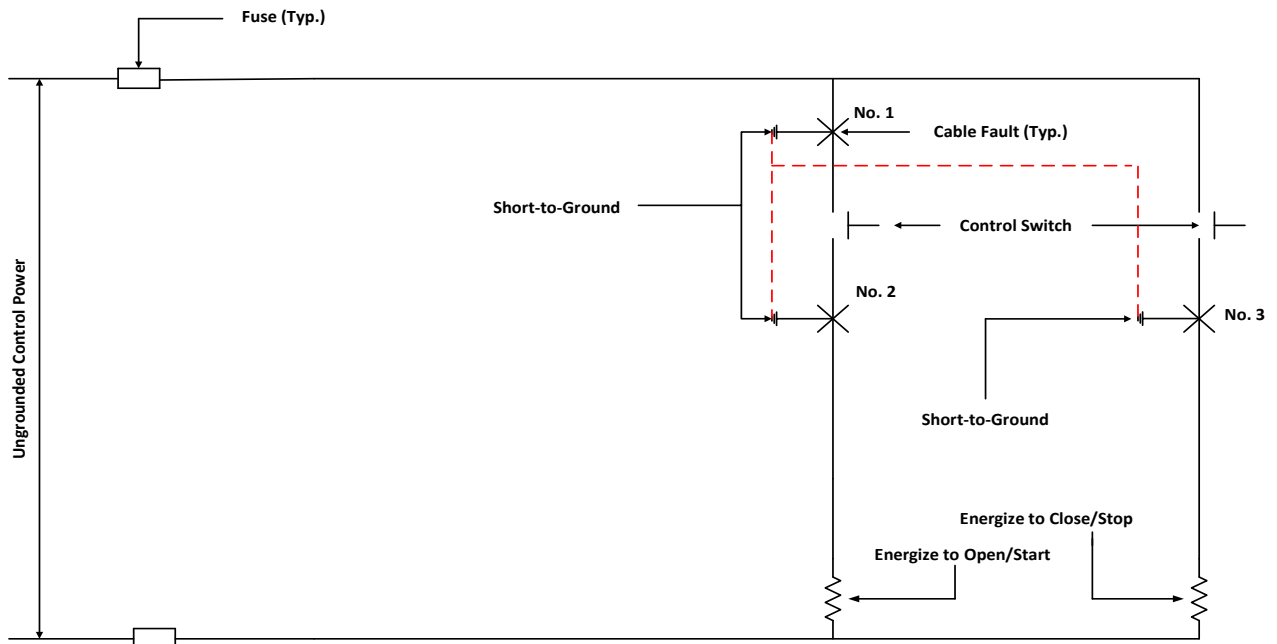 Fuse (Typ.)
No. 1
Cable Fault (Typ.)
Short-to-Ground
Control Switch
No. 2
No. 3
Ungrounded Control Power
Short-to-Ground
Energize to Close/Stop
Energize to Open/Start